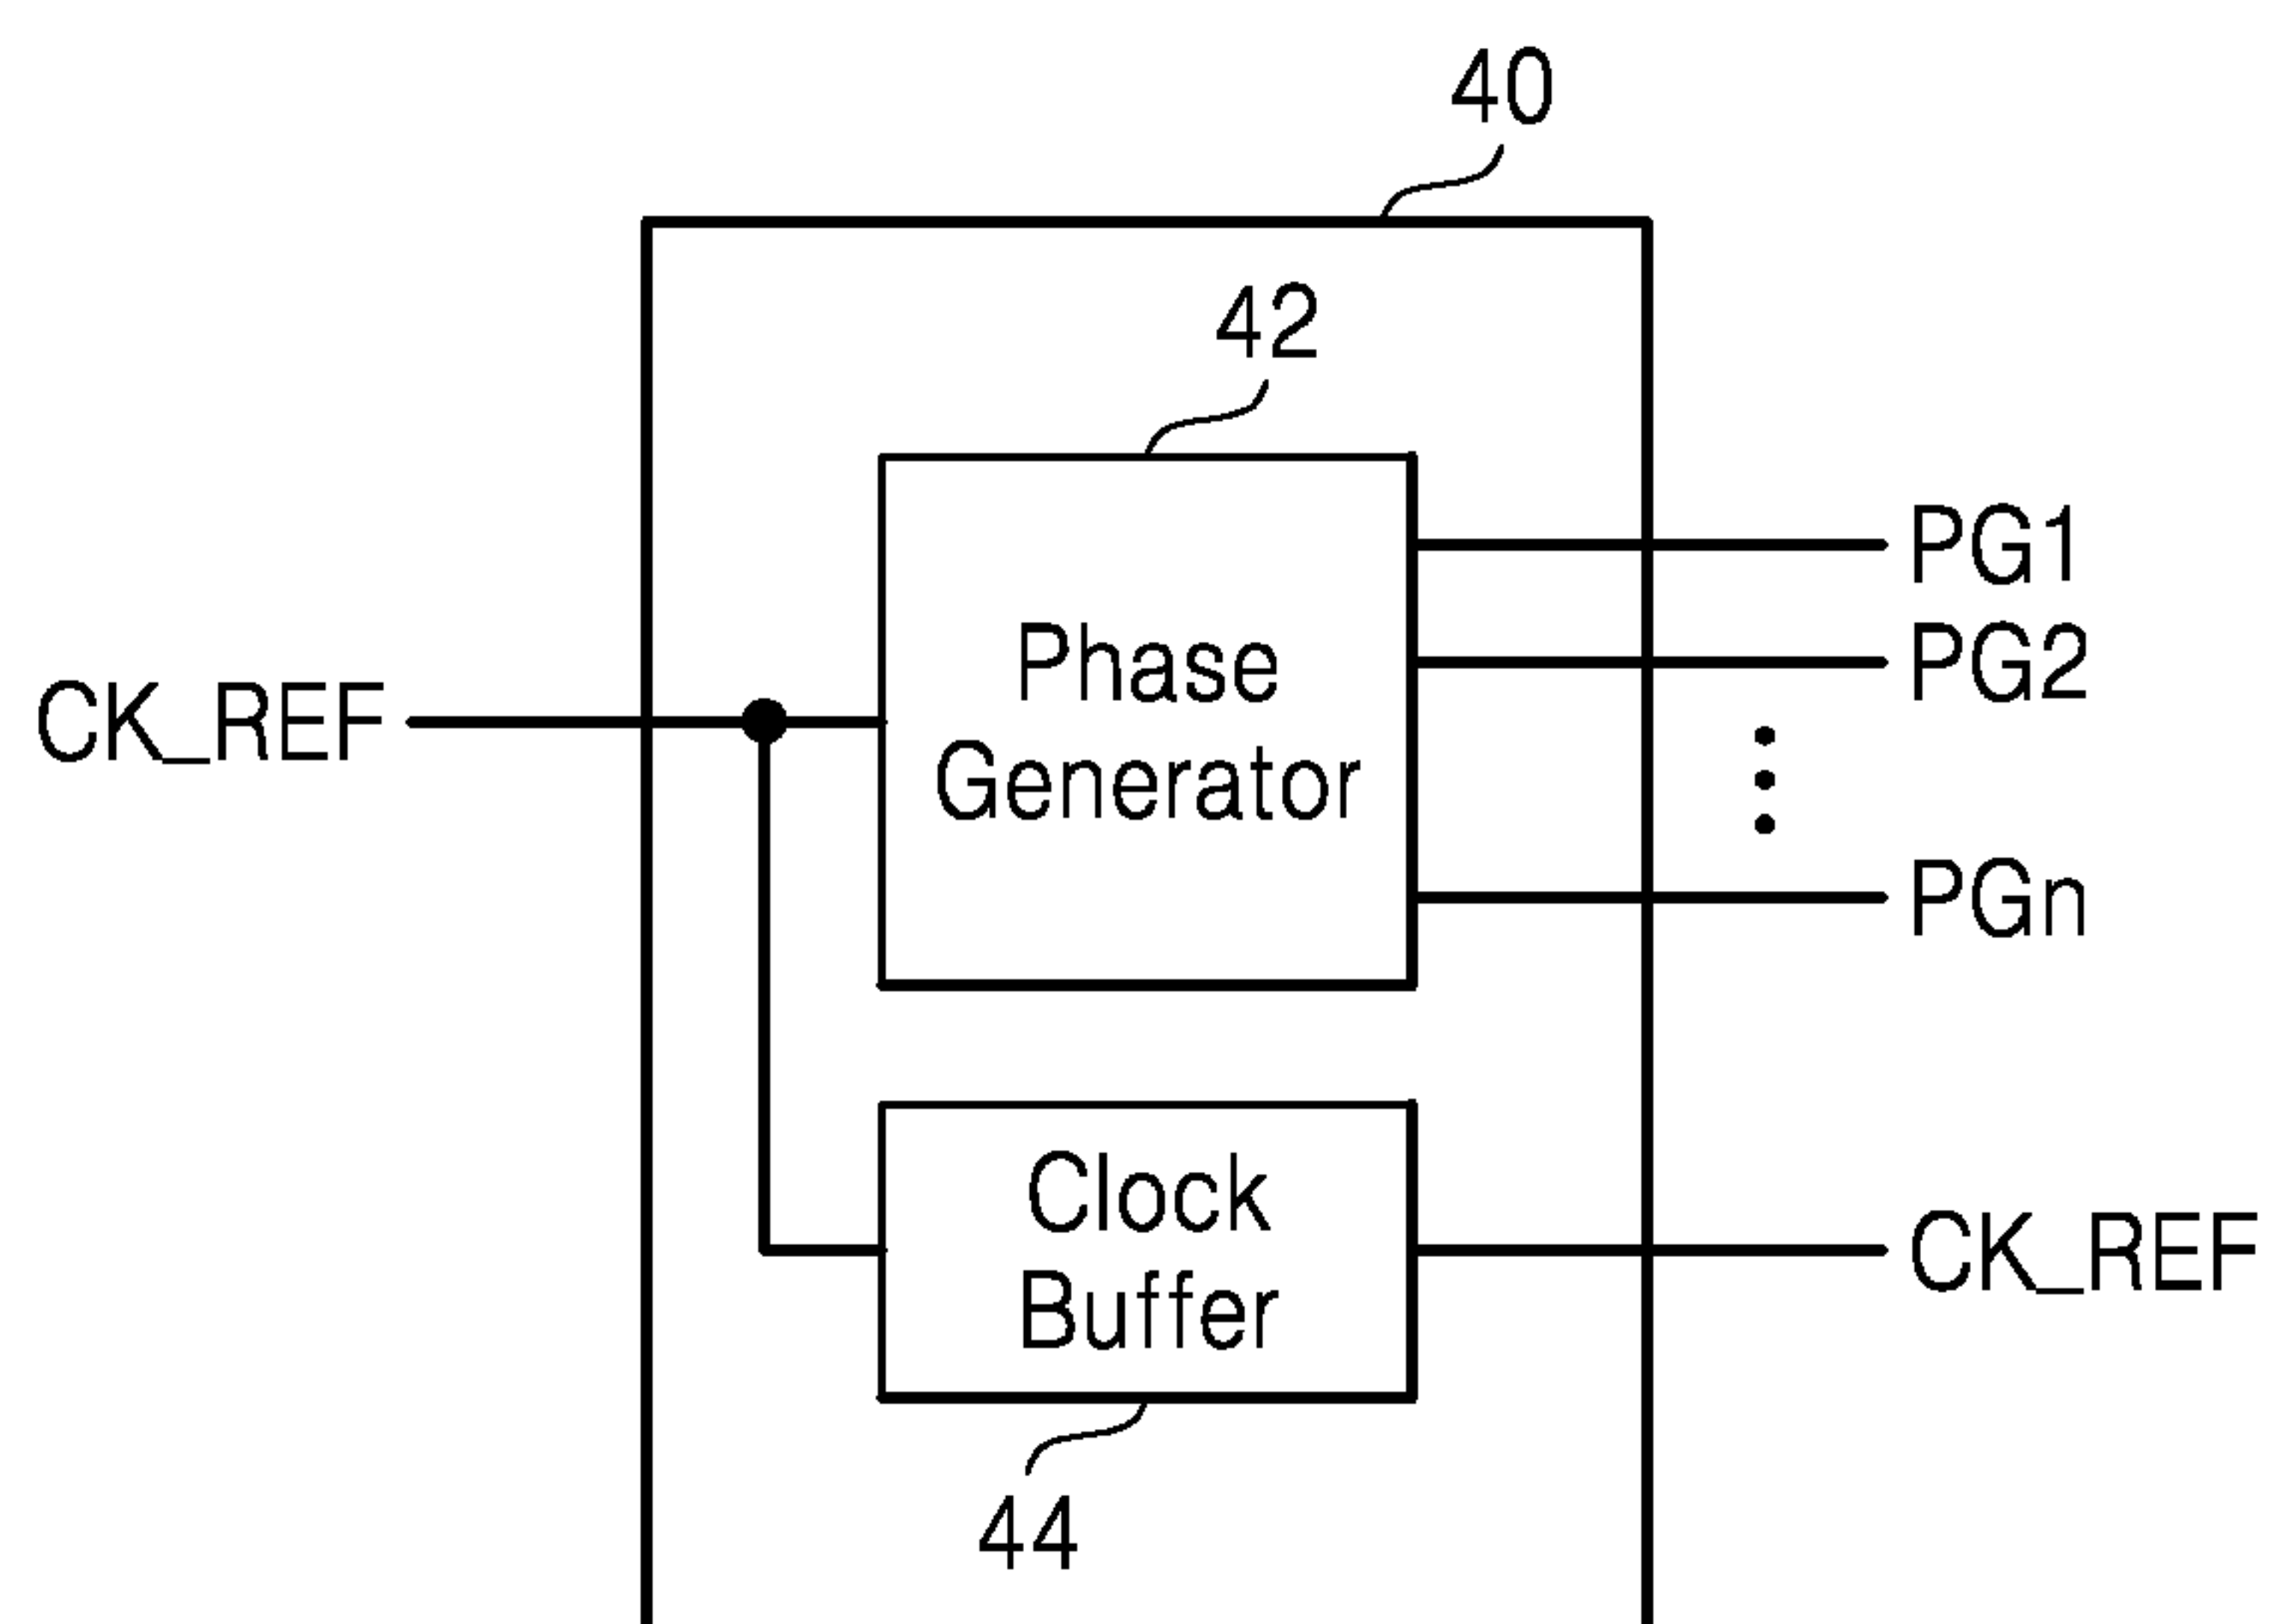 40
42
PG1
Phase
PG2
CK_REF
Generator
PGn
Clock
CK_REF
Buffer
44